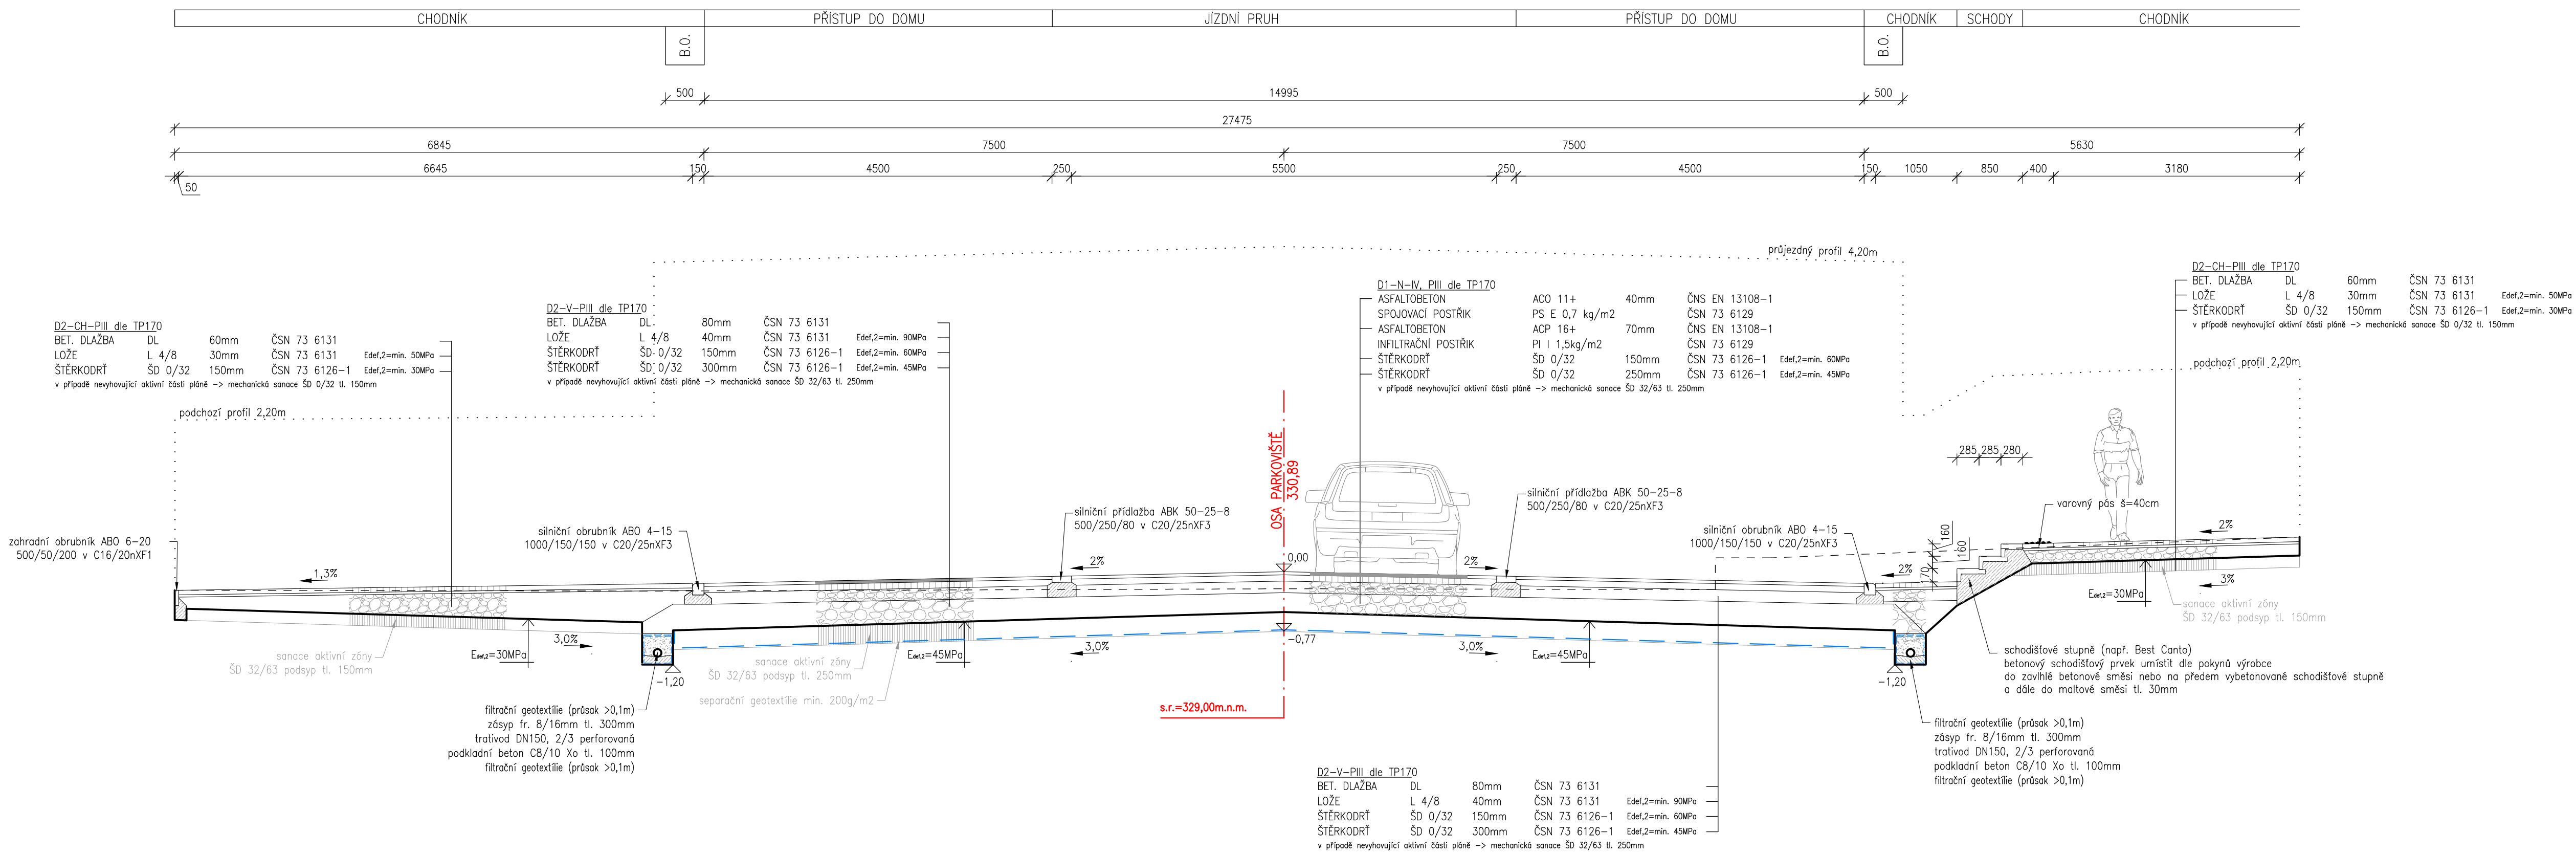 CHODNÍK PŘÍSTUP DO DOMU JÍZDNÍ PRUH PŘÍSTUP DO DOMU CHODNÍK SCHODY CHODNÍK
B.O. B.O.
500 14995 500
27475
6845 7500 7500 5630
6645 150 4500 250 5500 250 4500 150 1050 850 400 3180
50
průjezdný profil 4,20m
D2-CH-PIII dle TP170
BET. DLAŽBA DL 60mm ČSN 73 6131
LOŽE L 4/8 30mm ČSN 73 6131 Edef,2=min. 50MPa
ŠTĚRKODRŤ ŠD 0/32 150mm ČSN 73 6126-1 Edef,2=min. 30MPa
v případě nevyhovující aktivní části pláně -> mechanická sanace ŠD 0/32 tl. 150mm
podchozí profil 2,20m
D2-V-PIII dle TP170
BET. DLAŽBA DL 80mm ČSN 73 6131
LOŽE L 4/8 40mm ČSN 73 6131 Edef,2=min. 90MPa
ŠTĚRKODRŤ ŠD 0/32 150mm ČSN 73 6126-1 Edef,2=min. 60MPa
ŠTĚRKODRŤ ŠD 0/32 300mm ČSN 73 6126-1 Edef,2=min. 45MPa
v případě nevyhovující aktivní části pláně -> mechanická sanace ŠD 32/63 tl. 250mm
D1-N-IV, PIII dle TP170
ASFALTOBETON ACO 11+ 40mm ČNS EN 13108-1
SPOJOVACÍ POSTŘIK PS E 0,7 kg/m2 ČSN 73 6129
ASFALTOBETON ACP 16+ 70mm ČNS EN 13108-1
INFILTRAČNÍ POSTŘIK PI I 1,5kg/m2 ČSN 73 6129
ŠTĚRKODRŤ ŠD 0/32 150mm ČSN 73 6126-1 Edef,2=min. 60MPa
ŠTĚRKODRŤ ŠD 0/32 250mm ČSN 73 6126-1 Edef,2=min. 45MPa
v případě nevyhovující aktivní části pláně -> mechanická sanace ŠD 32/63 tl. 250mm
D2-CH-PIII dle TP170
BET. DLAŽBA DL 60mm ČSN 73 6131
LOŽE L 4/8 30mm ČSN 73 6131 Edef,2=min. 50MPa
ŠTĚRKODRŤ ŠD 0/32 150mm ČSN 73 6126-1 Edef,2=min. 30MPa
v případě nevyhovující aktivní části pláně -> mechanická sanace ŠD 0/32 tl. 150mm
podchozí profil 2,20m
OSA PARKOVIŠTĚ
330,89
285 285 280
zahradní obrubník ABO 6-20
500/50/200 v C16/20nXF1
silniční obrubník ABO 4-15
1000/150/150 v C20/25nXF3
silniční přídlažba ABK 50-25-8
500/250/80 v C20/25nXF3
silniční přídlažba ABK 50-25-8
500/250/80 v C20/25nXF3
silniční obrubník ABO 4-15
1000/150/150 v C20/25nXF3
varovný pás š=40cm
160
160
170
1,3% 2% 0,00 2% 2% 2%
3%
3,0% 3,0% 3,0%
-0,77
Edef,2=30MPa
Edef,2=45MPa
Edef,2=45MPa
Edef,2=30MPa
-1,20
-1,20
sanace aktivní zóny
ŠD 32/63 podsyp tl. 150mm
sanace aktivní zóny
ŠD 32/63 podsyp tl. 250mm
separační geotextílie min. 200g/m2
sanace aktivní zóny
ŠD 32/63 podsyp tl. 150mm
schodišťové stupně (např. Best Canto)
betonový schodišťový prvek umístit dle pokynů výrobce
do zavlhlé betonové směsi nebo na předem vybetonované schodišťové stupně
a dále do maltové směsi tl. 30mm
s.r.=329,00m.n.m.
filtrační geotextílie (průsak >0,1m)
zásyp fr. 8/16mm tl. 300mm
trativod DN150, 2/3 perforovaná
podkladní beton C8/10 Xo tl. 100mm
filtrační geotextílie (průsak >0,1m)
filtrační geotextílie (průsak >0,1m)
zásyp fr. 8/16mm tl. 300mm
trativod DN150, 2/3 perforovaná
podkladní beton C8/10 Xo tl. 100mm
filtrační geotextílie (průsak >0,1m)
D2-V-PIII dle TP170
BET. DLAŽBA DL 80mm ČSN 73 6131
LOŽE L 4/8 40mm ČSN 73 6131 Edef,2=min. 90MPa
ŠTĚRKODRŤ ŠD 0/32 150mm ČSN 73 6126-1 Edef,2=min. 60MPa
ŠTĚRKODRŤ ŠD 0/32 300mm ČSN 73 6126-1 Edef,2=min. 45MPa
v případě nevyhovující aktivní části pláně -> mechanická sanace ŠD 32/63 tl. 250mm